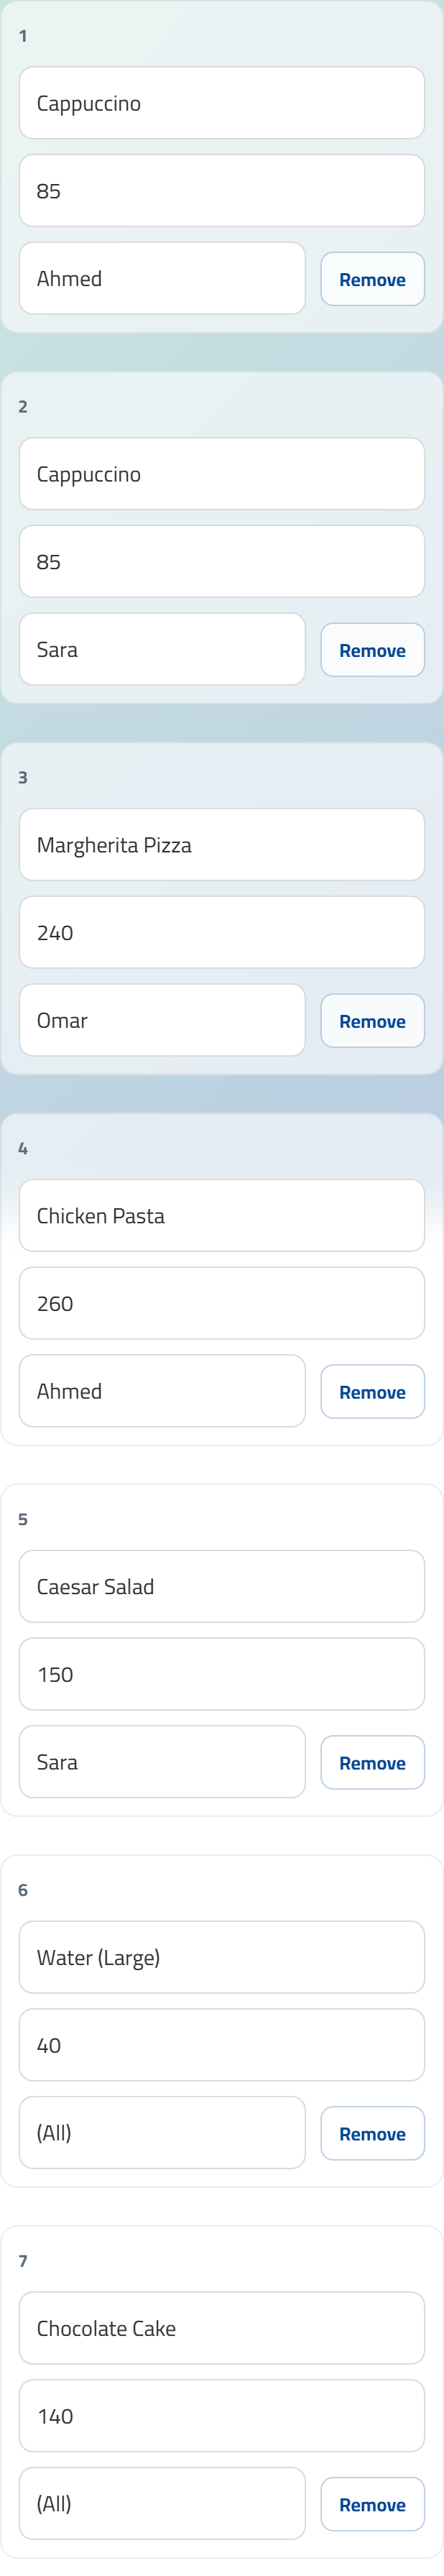 1
Cappuccino
85
Ahmed
Remove
2
Cappuccino
85
Sara
Remove
3
Margherita Pizza
240
Omar
Remove
4
Chicken Pasta
260
Ahmed
Remove
5
Caesar Salad
150
Sara
Remove
6
Water (Large)
40
(All)
Remove
7
Chocolate Cake
140
(All)
Remove